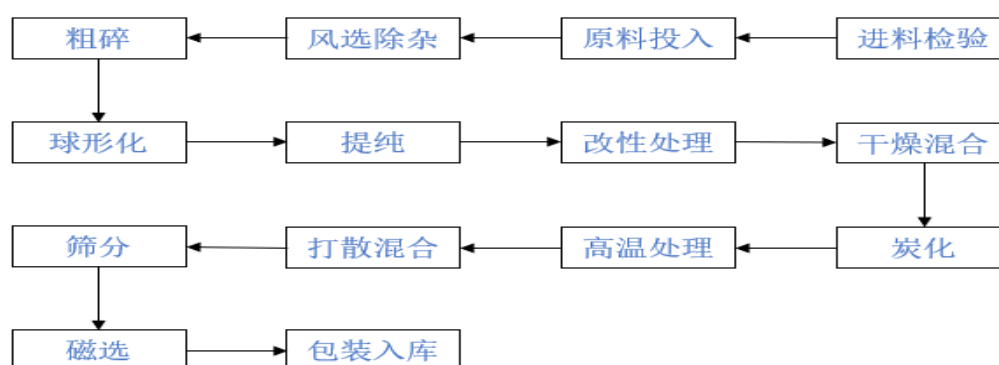 粗碎
风选除杂
原料投入
进料检验
球形化
提纯
改性处理
干燥混合
筛分
打散混合
高温处理
炭化
磁选
包装入库